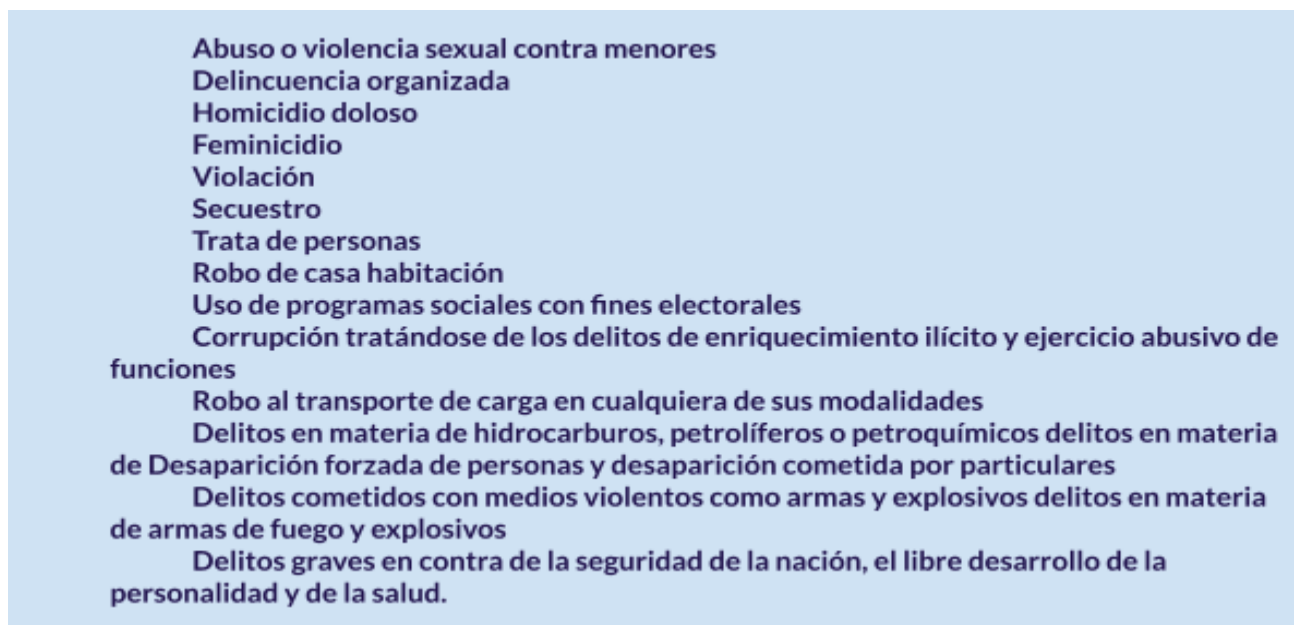 Abuso o violencia sexual contra menores
Delincuencia organizada
Homicidio doloso
Feminicidio
Violación
Secuestro
Trata de personas
Robo de casa habitación
Uso de programas sociales con fines electorales
Corrupción tratándose de los delitos de enriquecimiento ilícito y ejercicio abusivo de
funciones
Robo al transporte de carga en cualquiera de sus modalidades
Delitos en materia de hidrocarburos, petrolíferos o petroquímicos delitos en materia
de Desaparición forzada de personas y desaparición cometida por particulares
Delitos cometidos con medios violentos como armas y explosivos delitos en materia
de armas de fuego y explosivos
Delitos graves en contra de la seguridad de la nación, el libre desarrollo de la
personalidad y de la salud.